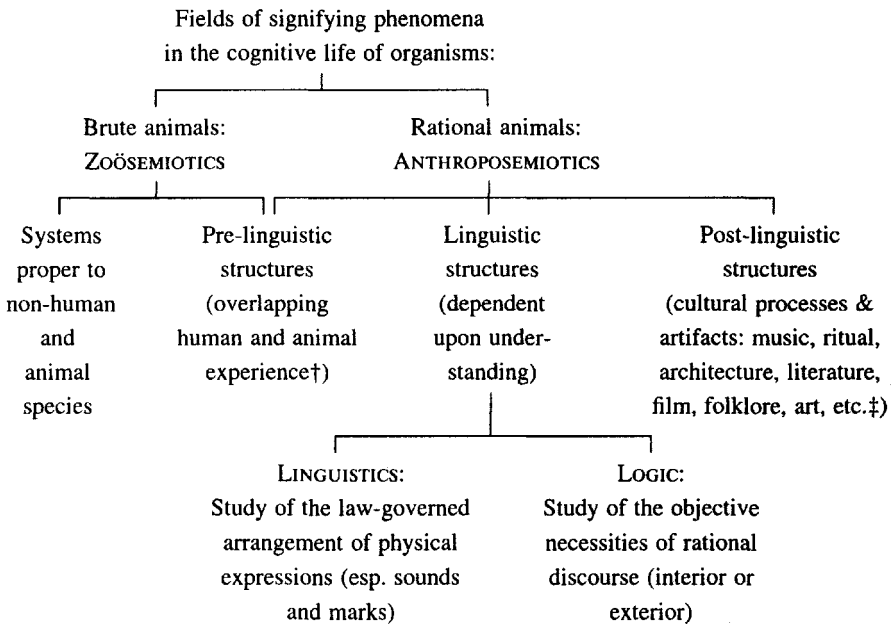 Fields of signifying phenomena
in the cognitive life of organisms:
Brute animals:
ZOÖSEMIOTICS
Rational animals:
ANTHROPOSEMIOTICS
Systems
proper to
non-human
and
animal
species
Pre-linguistic
structures
(overlapping
human and animal
experience†)
Linguistic
structures
(dependent
upon under-
standing)
Post-linguistic
structures
(cultural processes &
artifacts: music, ritual,
architecture, literature,
film, folklore, art, etc.‡)
LINGUISTICS:
Study of the law-governed
arrangement of physical
expressions (esp. sounds
and marks)
LOGIC:
Study of the objective
necessities of rational
discourse (interior or
exterior)